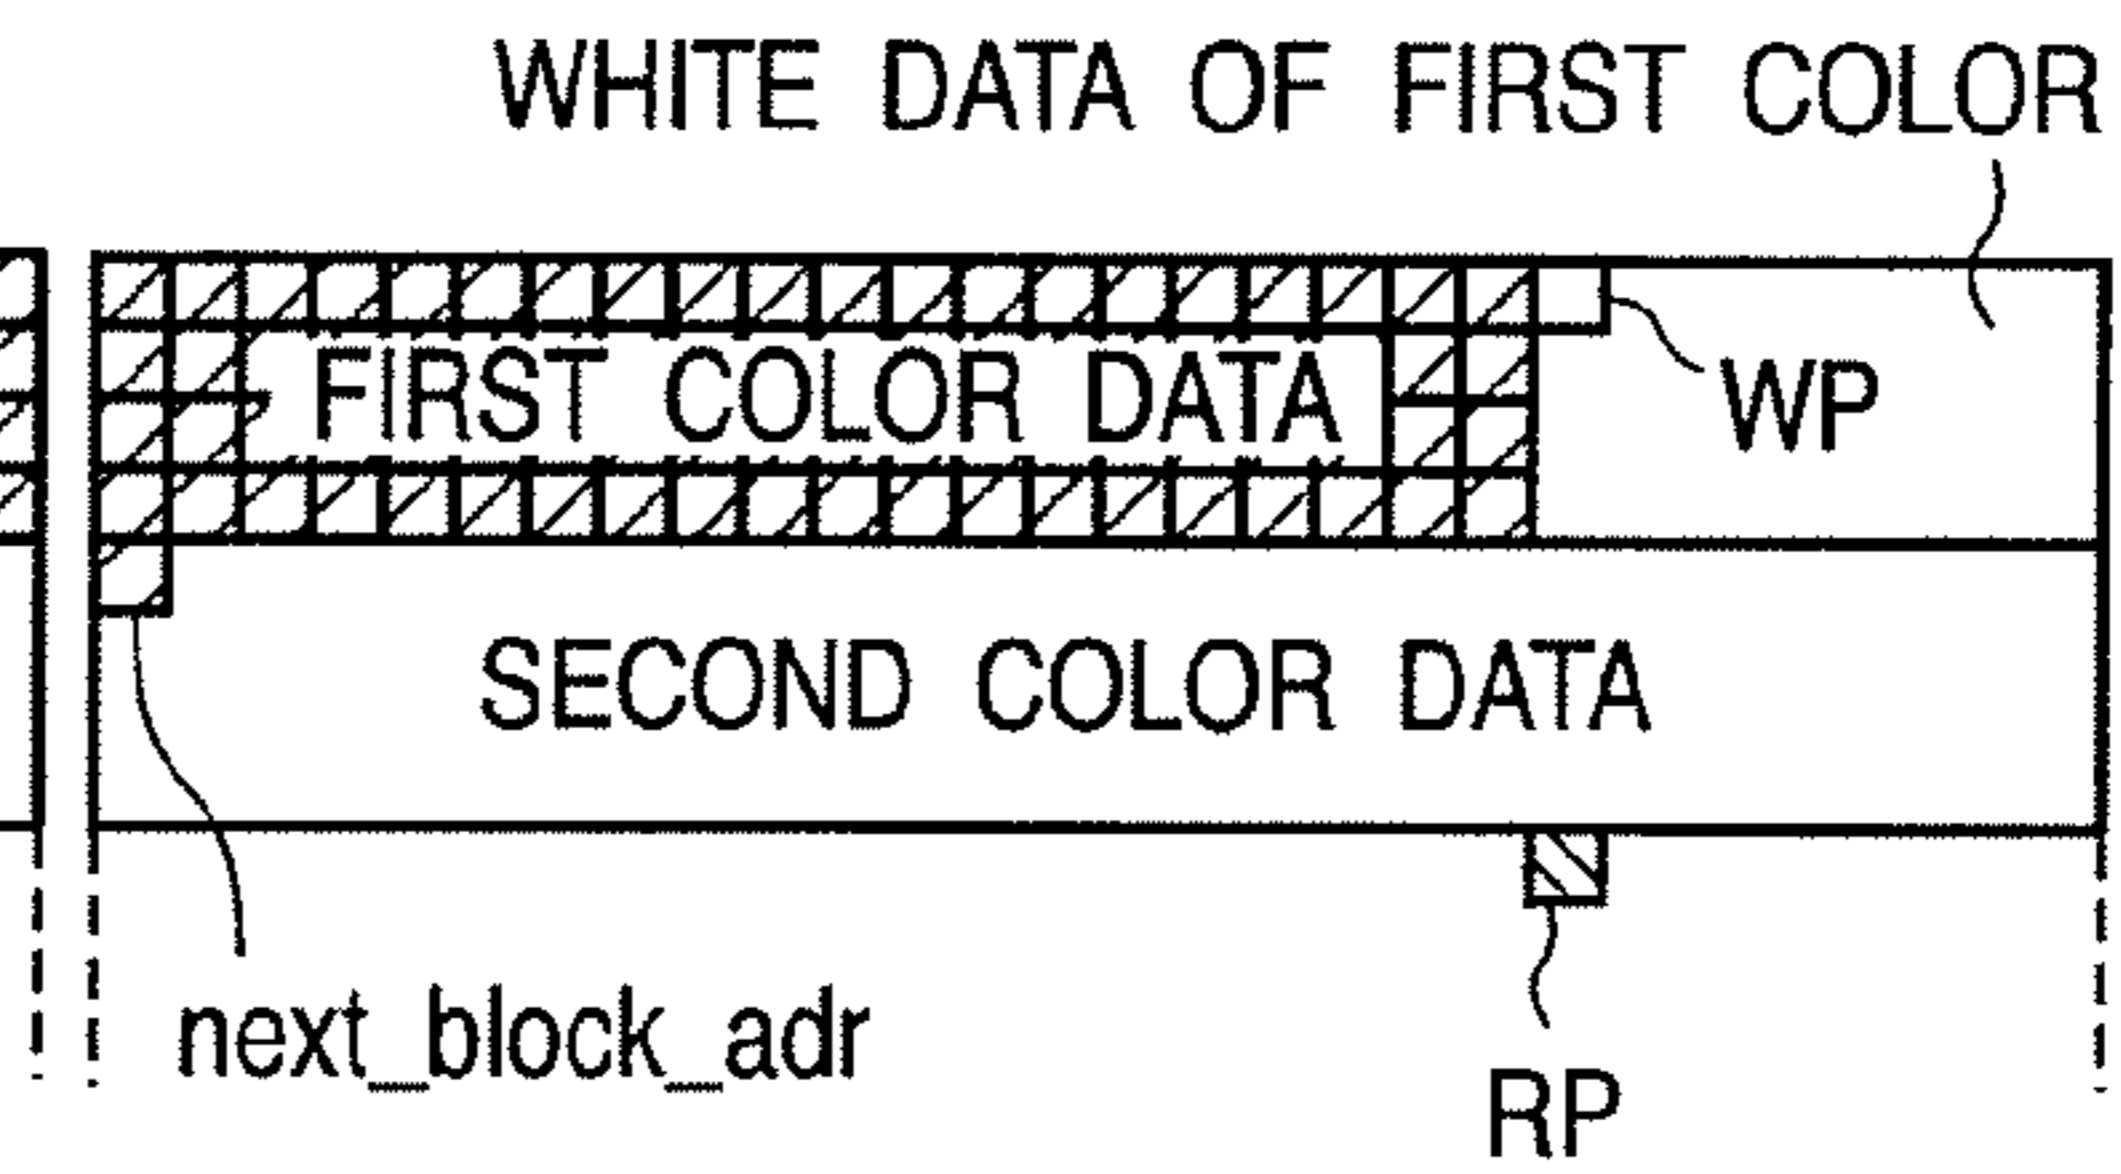 WHITE DATA OF FIRST COLOR
FIRST COLOR DATA
WP
SECOND COLOR DATA
next_block_adr
RP